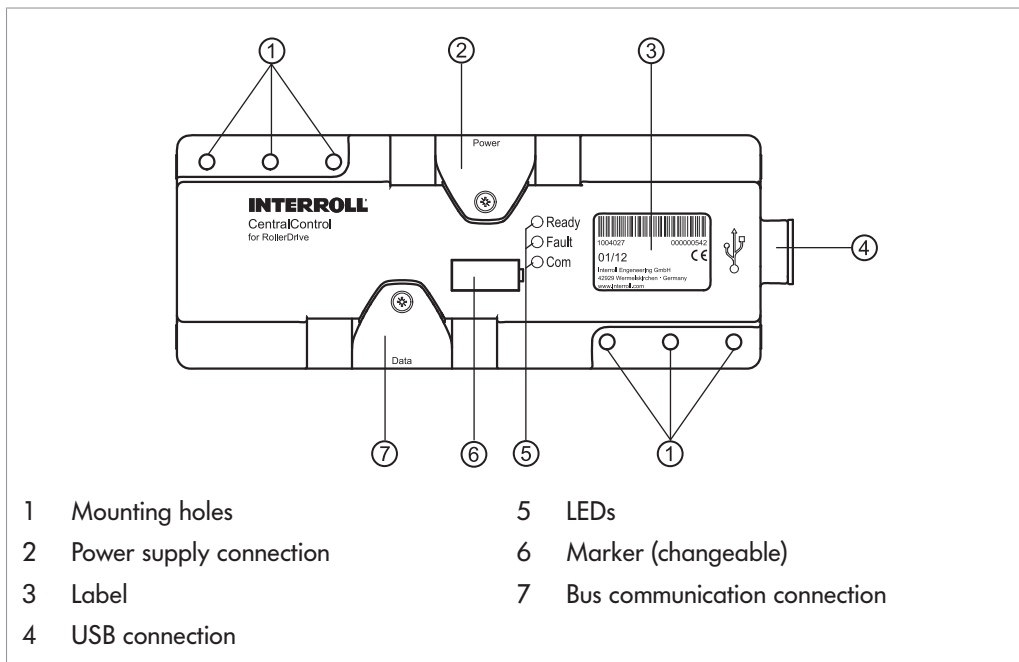 1
2
3
Power
INTERROLL
CentralControl
for RollerDrive
Ready
Fault
Com
1004027 000000542
01/12 CE
Interroll Engeneering GmbH
42929 Wermelskirchen · Germany
www.interroll.com
4
Data
7
6
5
1
1 Mounting holes
2 Power supply connection
3 Label
4 USB connection
5 LEDs
6 Marker (changeable)
7 Bus communication connection